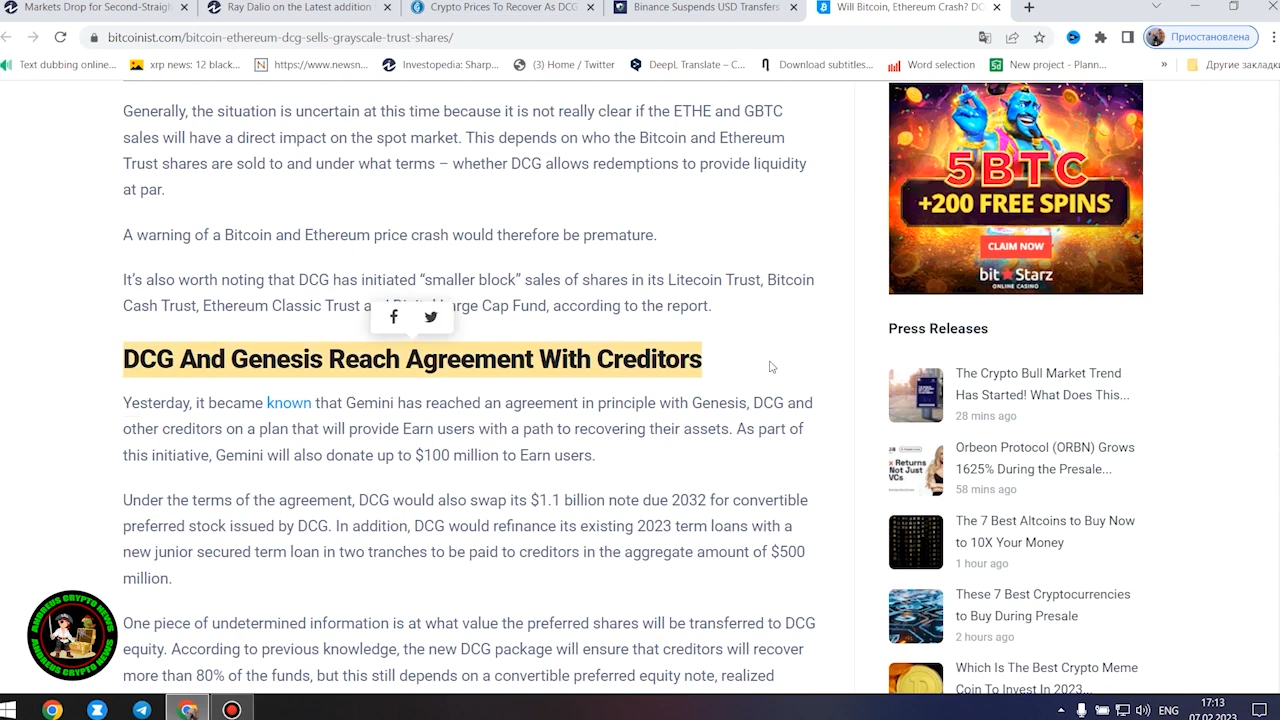 Markets Drop for Second-Straigh
Ray Dalio on the Latest addition
Crypto Prices To Recover As DCG
Binance Suspends USD Transfers
Will Bitcoin, Ethereum Crash? DC
bitcoinist.com/bitcoin-ethereum-dcg-sells-grayscale-trust-shares/
Приостановлена
Text dubbing online...
xrp news: 12 black...
https://www.newsn...
Investopedia: Sharp...
(3) Home / Twitter
DeepL Translate – C...
Download subtitles...
Word selection
New project - Plann...
»
Другие закладки
Generally, the situation is uncertain at this time because it is not really clear if the ETHE and GBTC
sales will have a direct impact on the spot market. This depends on who the Bitcoin and Ethereum
Trust shares are sold to and under what terms – whether DCG allows redemptions to provide liquidity
at par.
A warning of a Bitcoin and Ethereum price crash would therefore be premature.
It's also worth noting that DCG has initiated “smaller block” sales of shares in its Litecoin Trust, Bitcoin
Cash Trust, Ethereum Classic Trust a arge Cap Fund, according to the report.
DCG And Genesis Reach Agreement With Creditors
Yesterday, it became known that Gemini has reached an agreement in principle with Genesis, DCG and
other creditors on a plan that will provide Earn users with a path to recovering their assets. As part of
this initiative, Gemini will also donate up to $100 million to Earn users.
Under the terms of the agreement, DCG would also swap its $1.1 billion note due 2032 for convertible
preferred stock issued by DCG. In addition, DCG would refinance its existing 2023 term loans with a
new junior secured term loan in two tranches to be paid to creditors in the aggregate amount of $500
million.
One piece of undetermined information is at what value the preferred shares will be transferred to DCG
equity. According to previous knowledge, the new DCG package will ensure that creditors will recover
more than 80% of the funds, but this still depends on a convertible preferred equity note, realized
5BTC
+200 FREE SPINS
CLAIM NOW
bitStarz
ONLINE CASINO
Press Releases
The Crypto Bull Market Trend
Has Started! What Does This...
28 mins ago
Returns
Not Just
VCs
Orbeon Protocol (ORBN) Grows
1625% During the Presale...
58 mins ago
The 7 Best Altcoins to Buy Now
to 10X Your Money
1 hour ago
These 7 Best Cryptocurrencies
to Buy During Presale
2 hours ago
Which Is The Best Crypto Meme
Coin To Invest In 2023...
ANDREUS CRYPTO NEWS
ANDREUS CRYPTO NEWS
ENG
17:13
07.02.2023